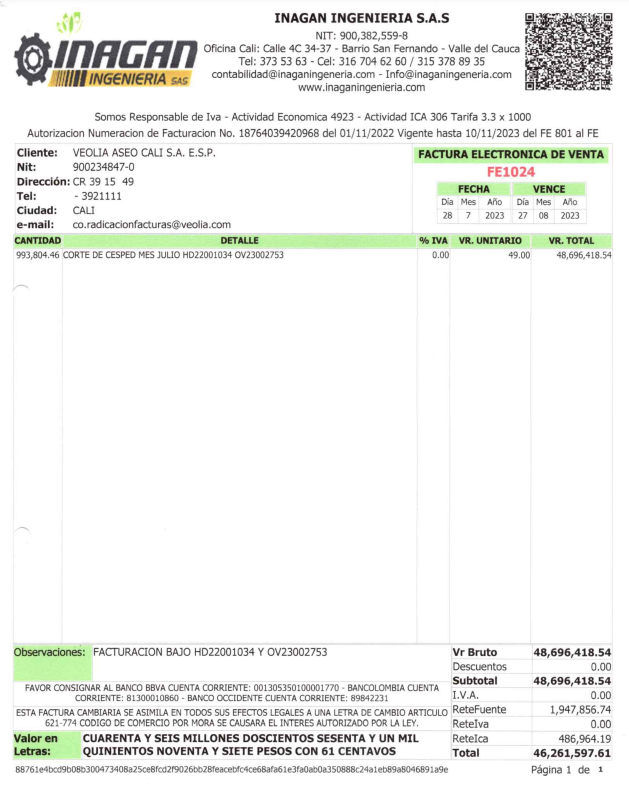 INAGAN
INGENIERIA SAS
INAGAN INGENIERIA S.A.S
NIT: 900,382,559-8
Oficina Cali: Calle 4C 34-37 - Barrio San Fernando - Valle del Cauca
Tel: 373 53 63 - Cel: 316 704 62 60 / 315 378 89 35
contabilidad@inaganingeneria.com - Info@inaganingeneria.com
www.inaganingenieria.com
Somos Responsable de Iva - Actividad Economica 4923 - Actividad ICA 306 Tarifa 3.3 x 1000
Autorizacion Numeracion de Facturacion No. 18764039420968 del 01/11/2022 Vigente hasta 10/11/2023 del FE 801 al FE
Cliente: VEOLIA ASEO CALI S.A. E.S.P.
Nit: 900234847-0
Dirección: CR 39 15 49
Tel: - 3921111
Ciudad: CALI
e-mail: co.radicacionfacturas@veolia.com
FACTURA ELECTRONICA DE VENTA
FE1024
FECHA VENCE
Día Mes Año Día Mes Año
28 7 2023 27 08 2023
CANTIDAD DETALLE % IVA VR. UNITARIO VR. TOTAL
993,804.46 CORTE DE CESPED MES JULIO HD22001034 OV23002753 0.00 49.00 48,696,418.54
Observaciones: FACTURACION BAJO HD22001034 Y OV23002753
FAVOR CONSIGNAR AL BANCO BBVA CUENTA CORRIENTE: 001305350100001770 - BANCOLOMBIA CUENTA
CORRIENTE: 81300010860 - BANCO OCCIDENTE CUENTA CORRIENTE: 89842231
ESTA FACTURA CAMBIARIA SE ASIMILA EN TODOS SUS EFECTOS LEGALES A UNA LETRA DE CAMBIO ARTICULO
621-774 CODIGO DE COMERCIO POR MORA SE CAUSARA EL INTERES AUTORIZADO POR LA LEY.
Valor en Letras: CUARENTA Y SEIS MILLONES DOSCIENTOS SESENTA Y UN MIL
QUINIENTOS NOVENTA Y SIETE PESOS CON 61 CENTAVOS
Vr Bruto 48,696,418.54
Descuentos 0.00
Subtotal 48,696,418.54
I.V.A. 0.00
ReteFuente 1,947,856.74
ReteIva 0.00
ReteIca 486,964.19
Total 46,261,597.61
88761e4bcd9b08b300473408a25ce8fcd2f9026bb28feacebfc4ce68afa61e3fa0ab0a350888c24a1eb89a8046891a9e
Página 1 de 1